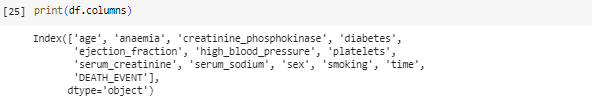 [25] print(df.columns)
Index(['age', 'anaemia', 'creatinine_phosphokinase', 'diabetes',
'ejection_fraction', 'high_blood_pressure', 'platelets',
'serum_creatinine', 'serum_sodium', 'sex', 'smoking', 'time',
'DEATH_EVENT'],
dtype='object')